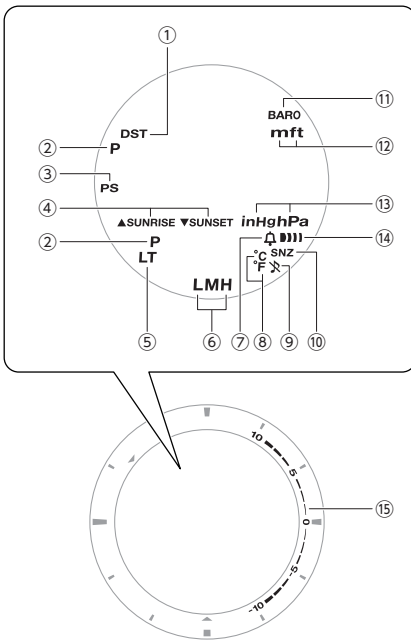 ①
⑪
BARO
DST
② P
mft
⑫
③
PS
④
⑬
▲SUNRISE ▼SUNSET
inHghPa
② P
⑭
LT
°C SNZ
°F
LMH
⑤ ⑥ ⑦ ⑧ ⑨ ⑩
10
5
0
⑮
-5
-10